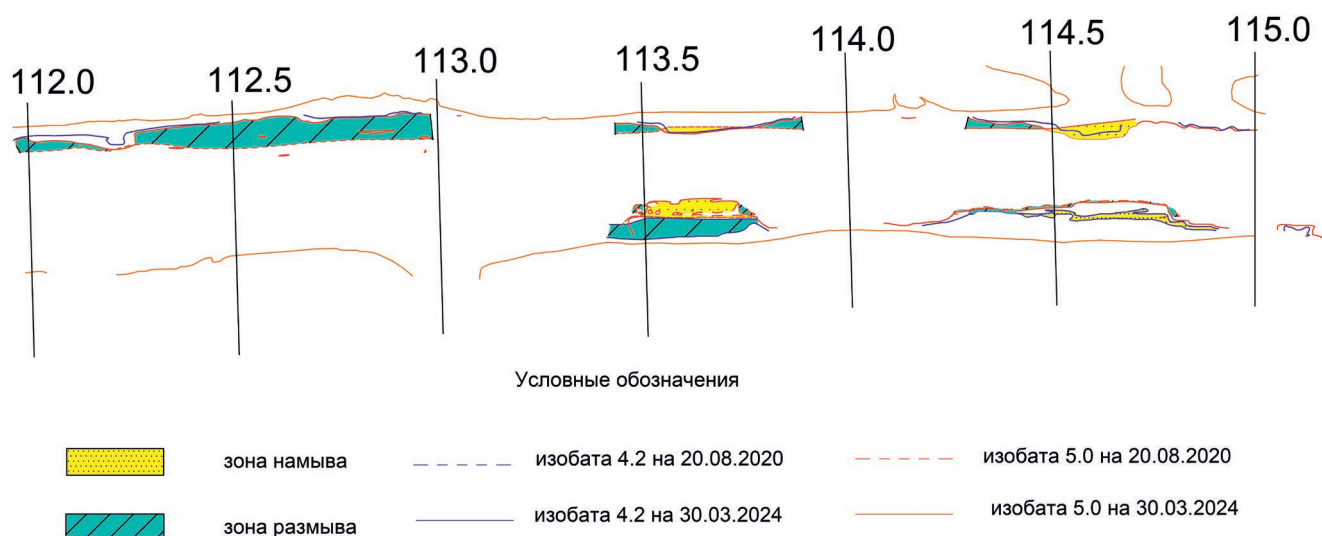 112.0 112.5 113.0 113.5 114.0 114.5 115.0
Условные обозначения
зона намыва изобата 4.2 на 20.08.2020 изобата 5.0 на 20.08.2020
зона размыва изобата 4.2 на 30.03.2024 изобата 5.0 на 30.03.2024